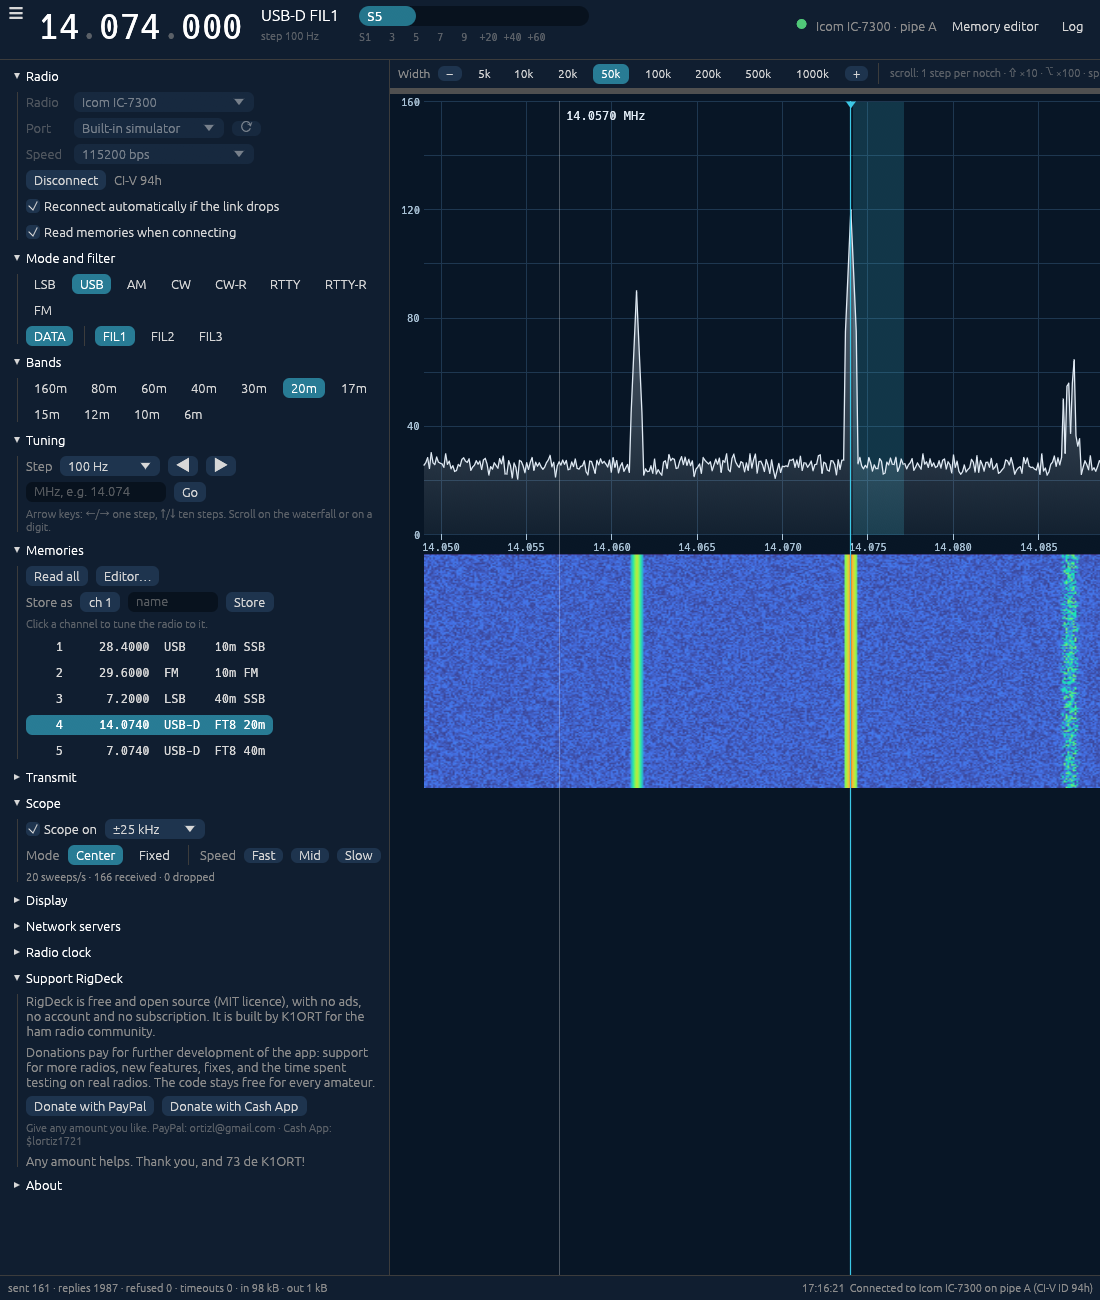 14.074.000
USB-D FIL1
step 100 Hz
S5
S1 3 5 7 9 +20 +40 +60
Icom IC-7300 · pipe A
Memory editor
Log
Radio
Radio Icom IC-7300
Port Built-in simulator
Speed 115200 bps
Disconnect CI-V 94h
Reconnect automatically if the link drops
Read memories when connecting
Mode and filter
LSB USB AM CW CW-R RTTY RTTY-R
FM
DATA FIL1 FIL2 FIL3
Bands
160m 80m 60m 40m 30m 20m 17m
15m 12m 10m 6m
Tuning
Step 100 Hz
MHz, e.g. 14.074 Go
Arrow keys: ←/→ one step, ↑/↓ ten steps. Scroll on the waterfall or on a
digit.
Memories
Read all Editor…
Store as ch 1 name Store
Click a channel to tune the radio to it.
1 28.4000 USB 10m SSB
2 29.6000 FM 10m FM
3 7.2000 LSB 40m SSB
4 14.0740 USB-D FT8 20m
5 7.0740 USB-D FT8 40m
Transmit
Scope
Scope on ±25 kHz
Mode Center Fixed Speed Fast Mid Slow
20 sweeps/s · 166 received · 0 dropped
Display
Network servers
Radio clock
Support RigDeck
RigDeck is free and open source (MIT licence), with no ads,
no account and no subscription. It is built by K1ORT for the
ham radio community.
Donations pay for further development of the app: support
for more radios, new features, fixes, and the time spent
testing on real radios. The code stays free for every amateur.
Donate with PayPal Donate with Cash App
Give any amount you like. PayPal: ortizl@gmail.com · Cash App:
$lortiz1721
Any amount helps. Thank you, and 73 de K1ORT!
About
Width − 5k 10k 20k 50k 100k 200k 500k 1000k +
scroll: 1 step per notch · ⇧ ×10 · ⌥ ×100 · sp
160
14.0570 MHz
120
80
40
0
14.050 14.055 14.060 14.065 14.070 14.075 14.080 14.085
sent 161 · replies 1987 · refused 0 · timeouts 0 · in 98 kB · out 1 kB
17:16:21 Connected to Icom IC-7300 on pipe A (CI-V ID 94h)